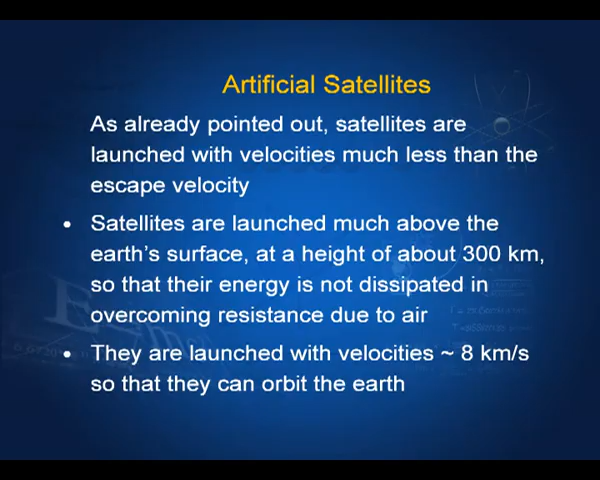 Artificial Satellites
As already pointed out, satellites are
launched with velocities much less than the
escape velocity
• Satellites are launched much above the
earth's surface, at a height of about 300 km,
so that their energy is not dissipated in
overcoming resistance due to air
• They are launched with velocities ~ 8 km/s
so that they can orbit the earth